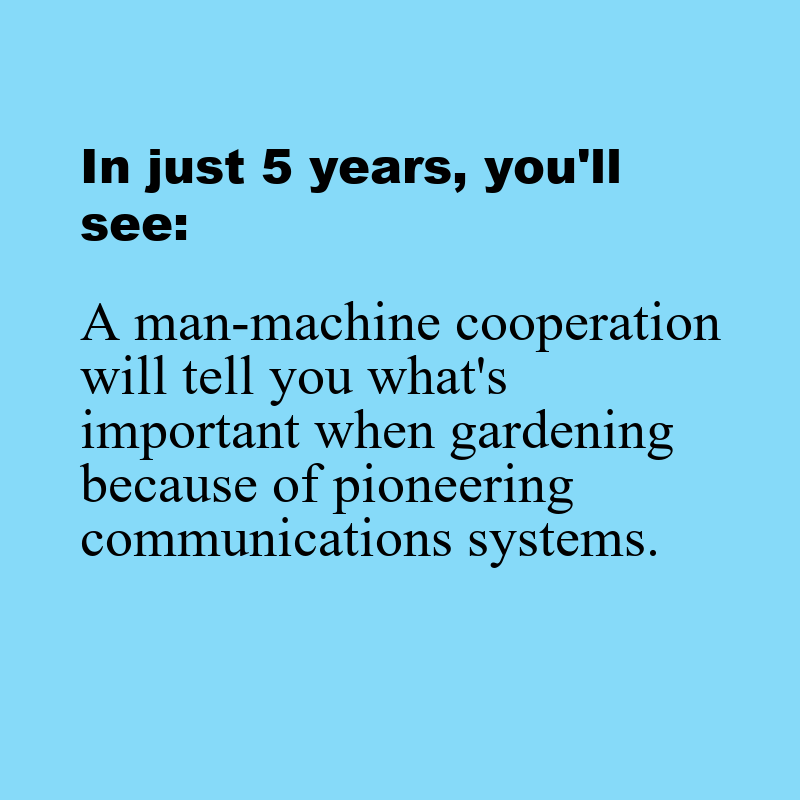 In just 5 years, you'll
see:
A man-machine cooperation
will tell you what's
important when gardening
because of pioneering
communications systems.